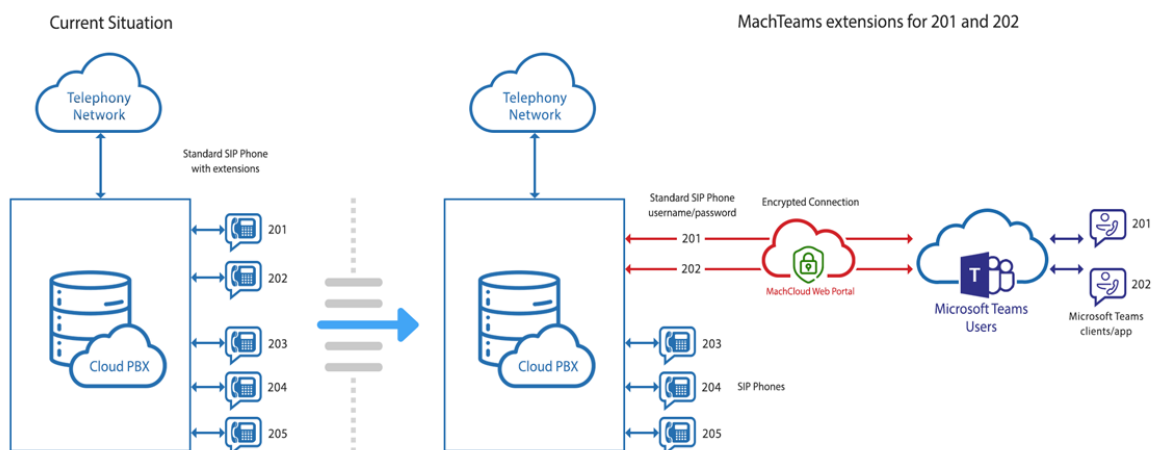 Current Situation
MachTeams extensions for 201 and 202
Telephony
Network
Standard SIP Phone
with extensions
201
202
203
204
205
Cloud PBX
Telephony
Network
Standard SIP Phone
username/password
Encrypted Connection
201
202
MachCloud Web Portal
T
Microsoft Teams
Users
201
202
Microsoft Teams
clients/app
Cloud PBX
203
204
SIP Phones
205